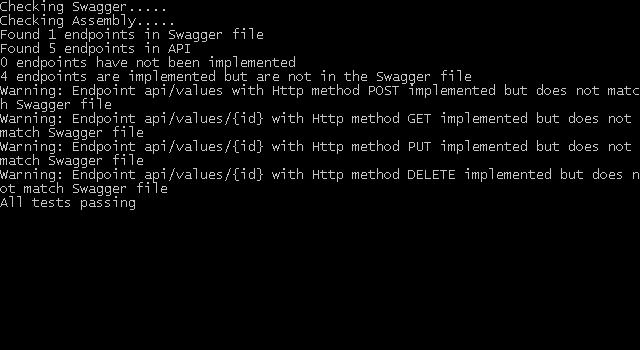 Checking Swagger.....
Checking Assembly.....
Found 1 endpoints in Swagger file
Found 5 endpoints in API
0 endpoints have not been implemented
4 endpoints are implemented but are not in the Swagger file
Warning: Endpoint api/values with Http method POST implemented but does not matc
h Swagger file
Warning: Endpoint api/values/{id} with Http method GET implemented but does not
match Swagger file
Warning: Endpoint api/values/{id} with Http method PUT implemented but does not
match Swagger file
Warning: Endpoint api/values/{id} with Http method DELETE implemented but does n
ot match Swagger file
All tests passing